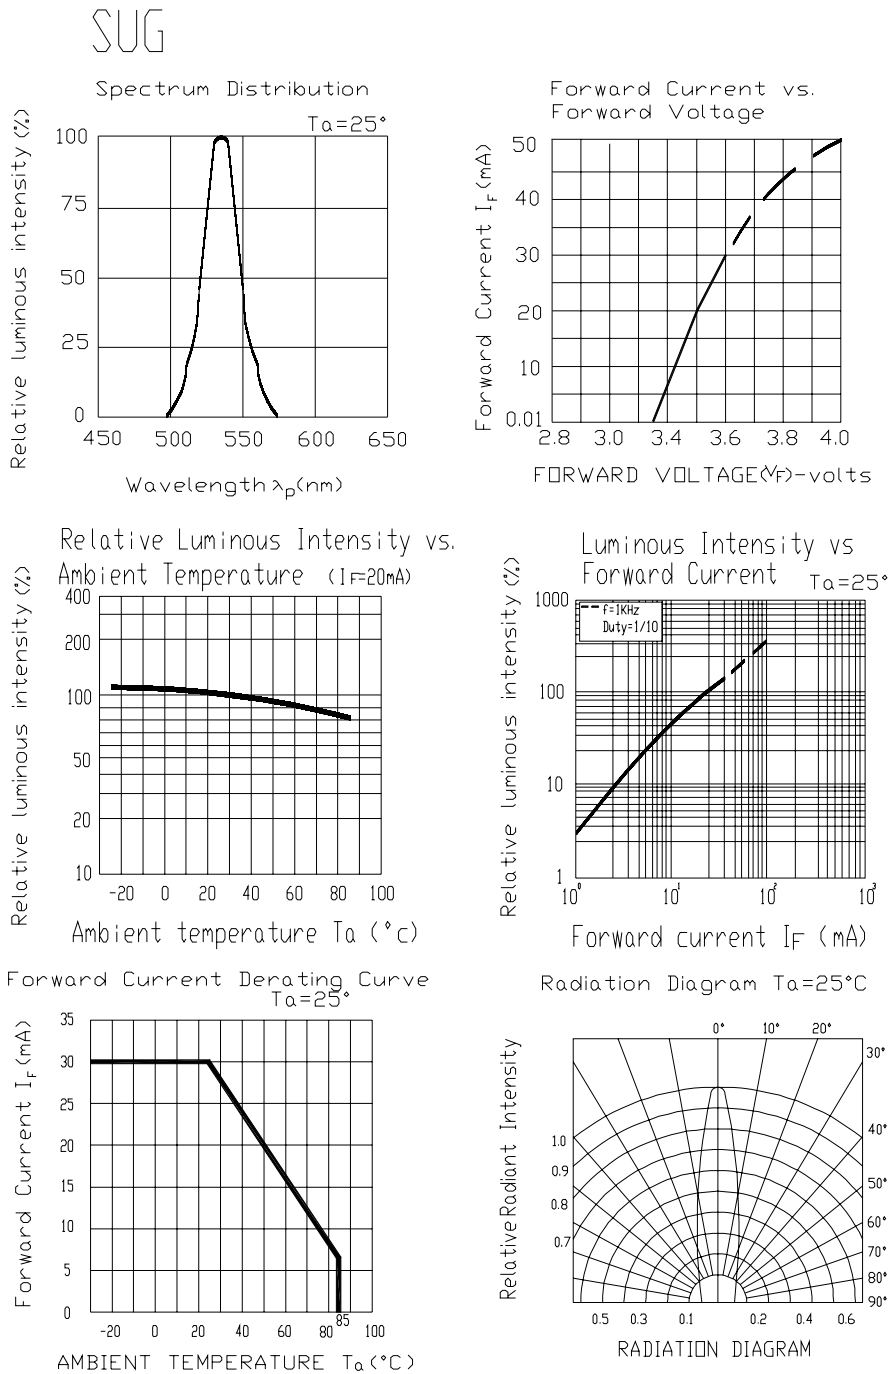 SUG
Spectrum Distribution
Ta=25°
Relative luminous intensity (%)
100
75
50
25
0
450 500 550 600 650
Wavelength λp(nm)
Forward Current vs.
Forward Voltage
Forward Current IF(mA)
50
40
30
20
10
0.01
2.8 3.0 3.4 3.6 3.8 4.0
FORWARD VOLTAGE(VF)-volts
Relative Luminous Intensity vs.
Ambient Temperature (IF=20mA)
Relative luminous intensity (%)
400
200
100
50
20
10
-20 0 20 40 60 80 100
Ambient temperature Ta (°c)
Luminous Intensity vs
Forward Current Ta=25°
Relative luminous intensity (%)
f=1KHz
Duty=1/10
1000
100
10
1
10⁰ 10¹ 10² 10³
Forward current IF (mA)
Forward Current Derating Curve
Ta=25°
Forward Current IF(mA)
35
30
25
20
15
10
5
0
-20 0 20 40 60 80 85 100
AMBIENT TEMPERATURE Ta(°C)
Radiation Diagram Ta=25°C
Relative Radiant Intensity
0° 10° 20°
30°
40°
50°
60°
70°
80°
90°
1.0
0.9
0.8
0.7
0.5 0.3 0.1 0.2 0.4 0.6
RADIATION DIAGRAM